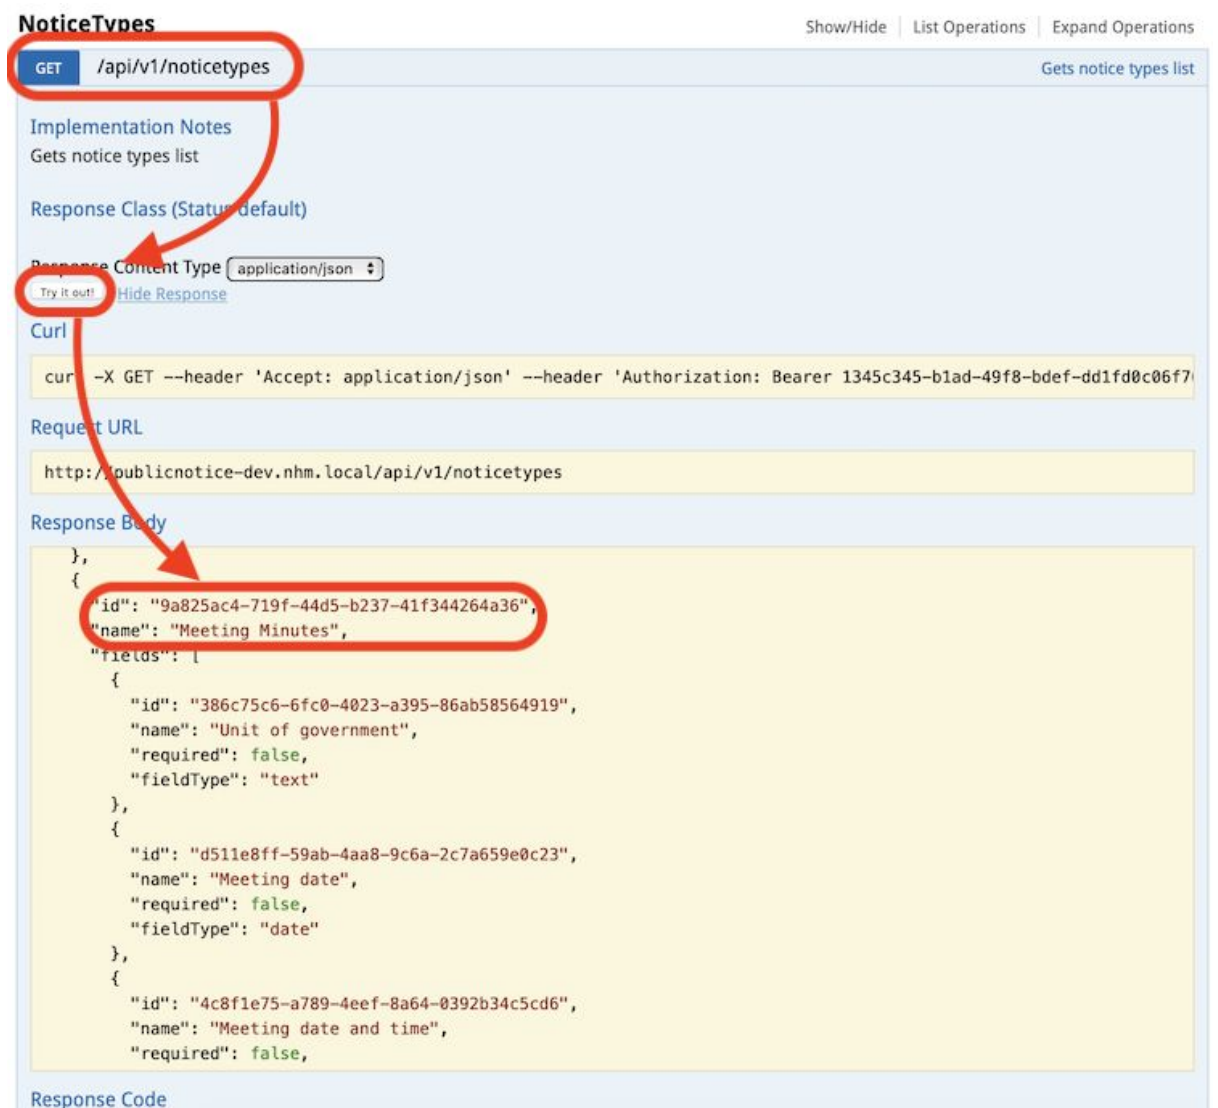 NoticeTypes
Show/Hide List Operations Expand Operations
GET /api/v1/noticetypes
Gets notice types list
Implementation Notes
Gets notice types list
Response Class (Status default)
Response Content Type application/json
Try it out! Hide Response
Curl
curl -X GET --header 'Accept: application/json' --header 'Authorization: Bearer 1345c345-b1ad-49f8-bdef-dd1fd0c06f7
Request URL
http://publicnotice-dev.nhm.local/api/v1/noticetypes
Response Body
},
{
"id": "9a825ac4-719f-44d5-b237-41f344264a36",
"name": "Meeting Minutes",
"fields": [
{
"id": "386c75c6-6fc0-4023-a395-86ab58564919",
"name": "Unit of government",
"required": false,
"fieldType": "text"
},
{
"id": "d511e8ff-59ab-4aa8-9c6a-2c7a659e0c23",
"name": "Meeting date",
"required": false,
"fieldType": "date"
},
{
"id": "4c8f1e75-a789-4eef-8a64-0392b34c5cd6",
"name": "Meeting date and time",
"required": false,
Response Code